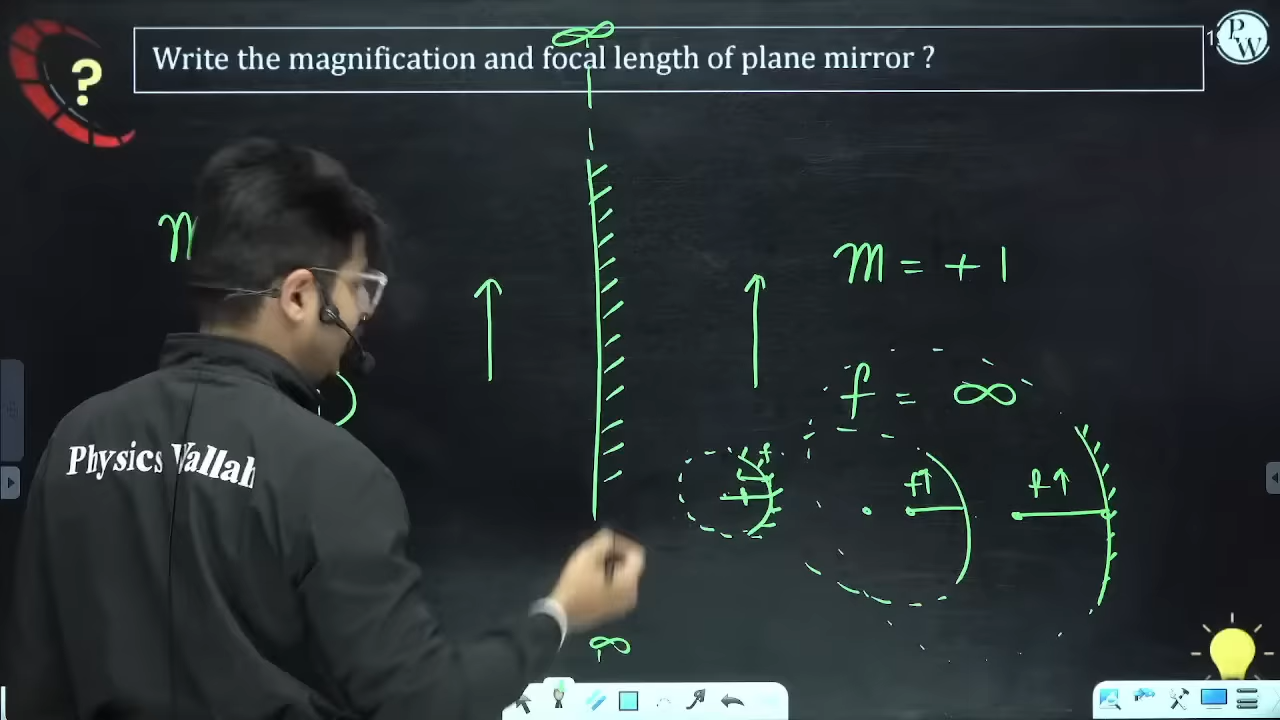 Write the magnification and focal length of plane mirror ?
?
PW
∞
m
m = + 1
f = ∞
f
f
f↑
f↑
∞
Physics Wallah